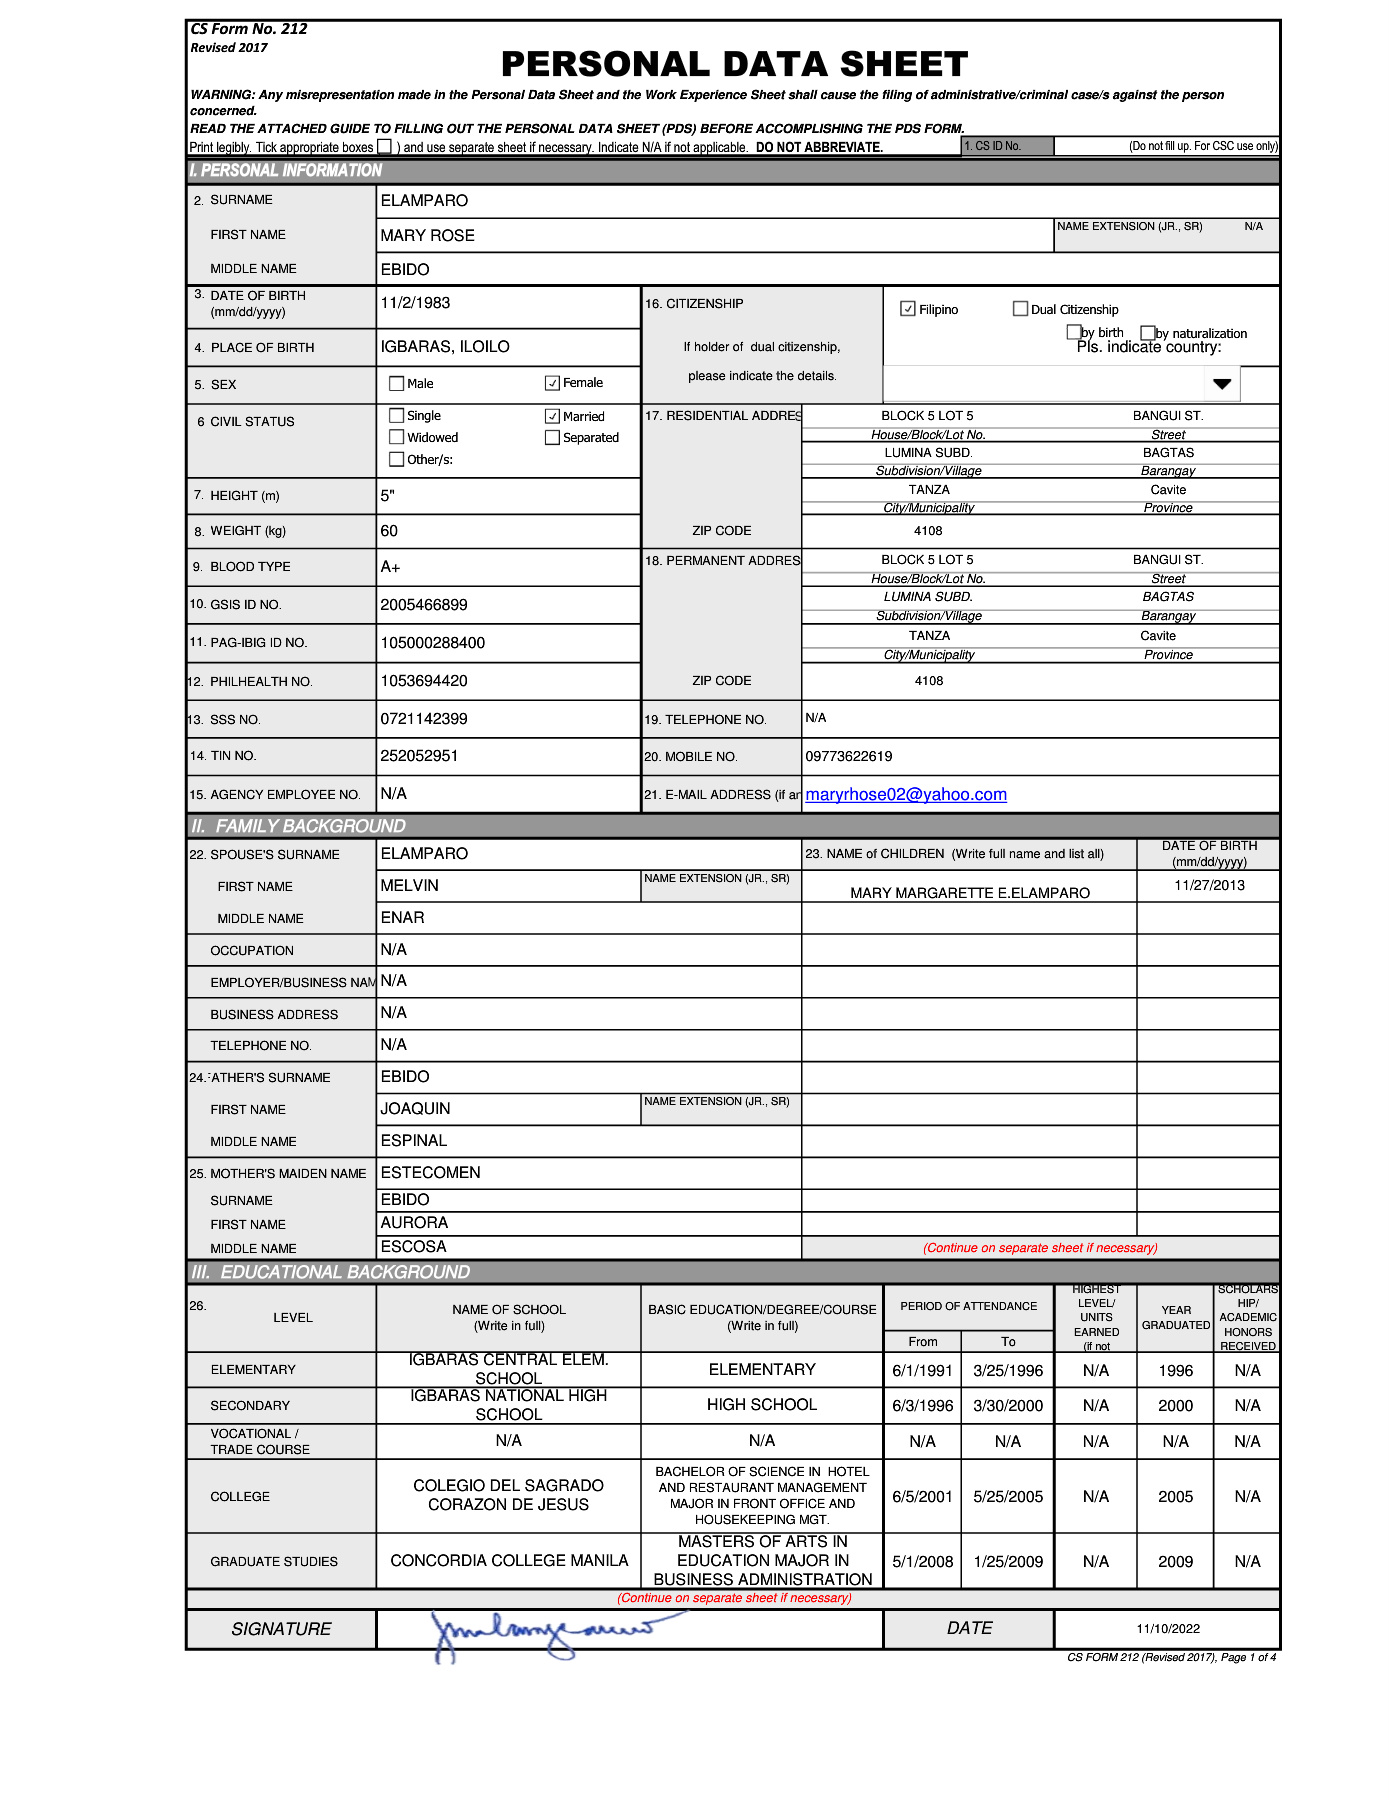 CS Form No. 212
Revised 2017
PERSONAL DATA SHEET
WARNING: Any misrepresentation made in the Personal Data Sheet and the Work Experience Sheet shall cause the filing of administrative/criminal case/s against the person
concerned.
READ THE ATTACHED GUIDE TO FILLING OUT THE PERSONAL DATA SHEET (PDS) BEFORE ACCOMPLISHING THE PDS FORM.
Print legibly. Tick appropriate boxes ☐ ) and use separate sheet if necessary. Indicate N/A if not applicable. DO NOT ABBREVIATE. 1. CS ID No. (Do not fill up. For CSC use only)
I. PERSONAL INFORMATION
2. SURNAME ELAMPARO
FIRST NAME MARY ROSE NAME EXTENSION (JR., SR) N/A
MIDDLE NAME EBIDO
3. DATE OF BIRTH
(mm/dd/yyyy) 11/2/1983
4. PLACE OF BIRTH IGBARAS, ILOILO
5. SEX ☐ Male ☑ Female
6 CIVIL STATUS ☐ Single ☑ Married
☐ Widowed ☐ Separated
☐ Other/s:
7. HEIGHT (m) 5"
8. WEIGHT (kg) 60
9. BLOOD TYPE A+
10. GSIS ID NO. 2005466899
11. PAG-IBIG ID NO. 105000288400
12. PHILHEALTH NO. 1053694420
13. SSS NO. 0721142399
14. TIN NO. 252052951
15. AGENCY EMPLOYEE NO. N/A
16. CITIZENSHIP ☑ Filipino ☐ Dual Citizenship
☐ by birth ☐ by naturalization
If holder of dual citizenship, Pls. indicate country:
please indicate the details.
17. RESIDENTIAL ADDRES BLOCK 5 LOT 5 BANGUI ST.
House/Block/Lot No. Street
LUMINA SUBD. BAGTAS
Subdivision/Village Barangay
TANZA Cavite
City/Municipality Province
ZIP CODE 4108
18. PERMANENT ADDRES BLOCK 5 LOT 5 BANGUI ST.
House/Block/Lot No. Street
LUMINA SUBD. BAGTAS
Subdivision/Village Barangay
TANZA Cavite
City/Municipality Province
ZIP CODE 4108
19. TELEPHONE NO. N/A
20. MOBILE NO. 09773622619
21. E-MAIL ADDRESS (if an maryrhose02@yahoo.com
II. FAMILY BACKGROUND
22. SPOUSE'S SURNAME ELAMPARO
FIRST NAME MELVIN NAME EXTENSION (JR., SR)
MIDDLE NAME ENAR
OCCUPATION N/A
EMPLOYER/BUSINESS NAM N/A
BUSINESS ADDRESS N/A
TELEPHONE NO. N/A
24. FATHER'S SURNAME EBIDO
FIRST NAME JOAQUIN NAME EXTENSION (JR., SR)
MIDDLE NAME ESPINAL
25. MOTHER'S MAIDEN NAME ESTECOMEN
SURNAME EBIDO
FIRST NAME AURORA
MIDDLE NAME ESCOSA
23. NAME of CHILDREN (Write full name and list all) DATE OF BIRTH
(mm/dd/yyyy)
MARY MARGARETTE E.ELAMPARO 11/27/2013
(Continue on separate sheet if necessary)
III. EDUCATIONAL BACKGROUND
26. LEVEL
NAME OF SCHOOL
(Write in full)
BASIC EDUCATION/DEGREE/COURSE
(Write in full)
PERIOD OF ATTENDANCE
From To
HIGHEST
LEVEL/
UNITS
EARNED
(if not
YEAR
GRADUATED
SCHOLARS
HIP/
ACADEMIC
HONORS
RECEIVED
ELEMENTARY IGBARAS CENTRAL ELEM.
SCHOOL ELEMENTARY 6/1/1991 3/25/1996 N/A 1996 N/A
SECONDARY IGBARAS NATIONAL HIGH
SCHOOL HIGH SCHOOL 6/3/1996 3/30/2000 N/A 2000 N/A
VOCATIONAL /
TRADE COURSE N/A N/A N/A N/A N/A N/A N/A
COLLEGE COLEGIO DEL SAGRADO
CORAZON DE JESUS
BACHELOR OF SCIENCE IN HOTEL
AND RESTAURANT MANAGEMENT
MAJOR IN FRONT OFFICE AND
HOUSEKEEPING MGT.
6/5/2001 5/25/2005 N/A 2005 N/A
GRADUATE STUDIES CONCORDIA COLLEGE MANILA
MASTERS OF ARTS IN
EDUCATION MAJOR IN
BUSINESS ADMINISTRATION
5/1/2008 1/25/2009 N/A 2009 N/A
(Continue on separate sheet if necessary)
SIGNATURE DATE 11/10/2022
CS FORM 212 (Revised 2017), Page 1 of 4